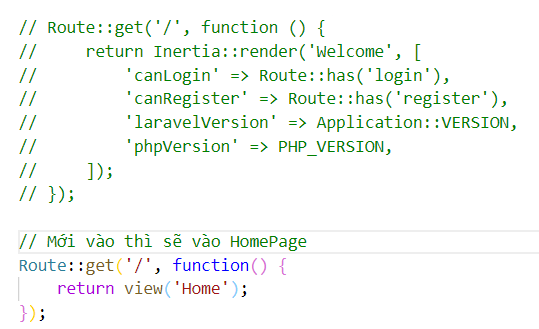 // Route::get('/', function () {
//     return Inertia::render('Welcome', [
//         'canLogin' => Route::has('login'),
//         'canRegister' => Route::has('register'),
//         'laravelVersion' => Application::VERSION,
//         'phpVersion' => PHP_VERSION,
//     ]);
// });
// Mới vào thì sẽ vào HomePage
Route::get('/', function() {
    return view('Home');
});